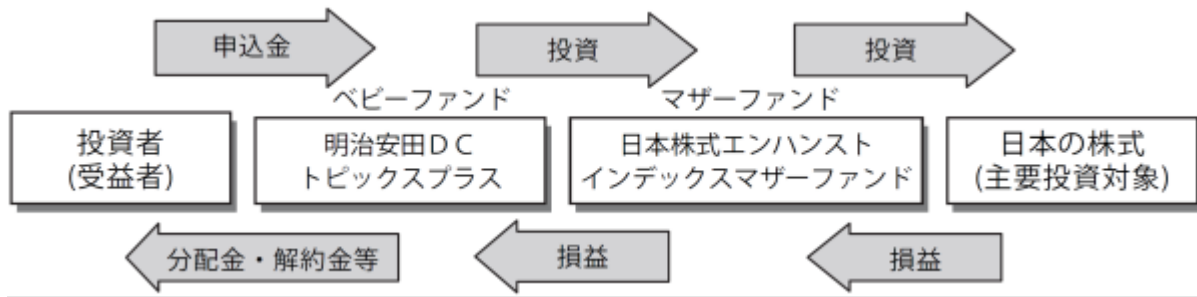 申込金
投資
投資
ベビーファンド
マザーファンド
投資者
(受益者)
明治安田DC
トピックスプラス
日本株式エンハンスト
インデックスマザーファンド
日本の株式
(主要投資対象)
分配金・解約金等
損益
損益